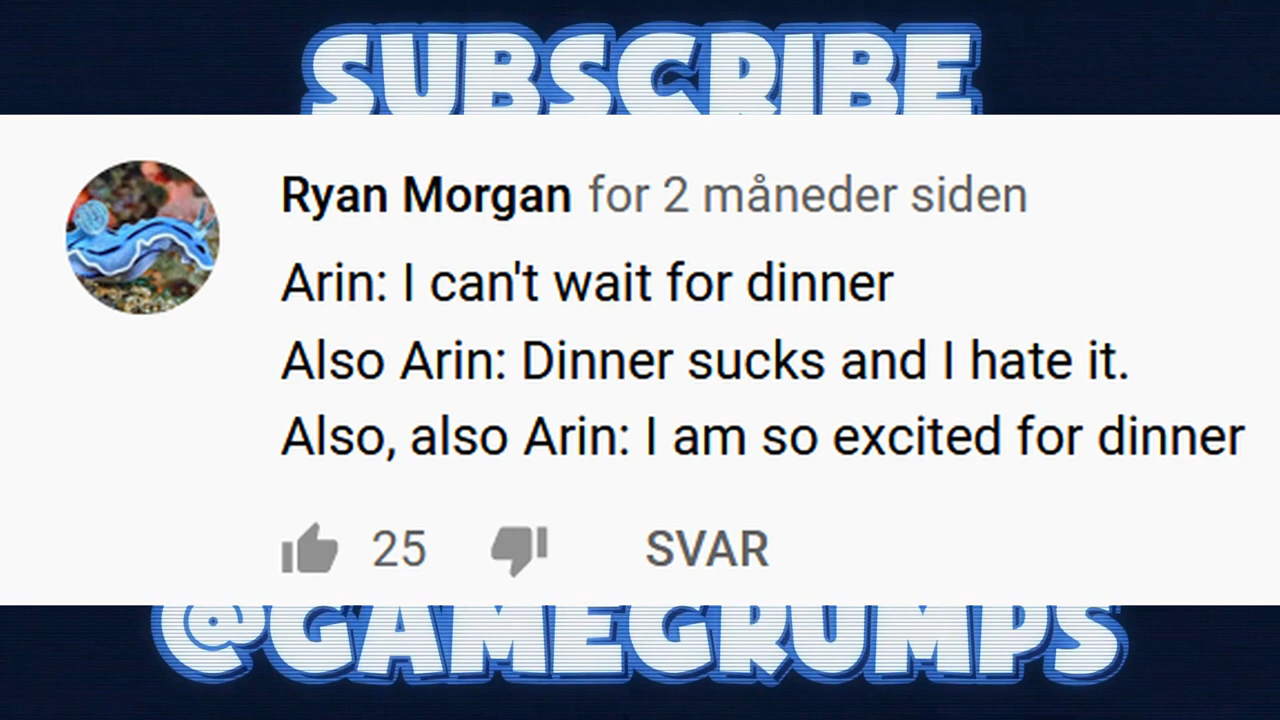 SUBSCRIBE
Ryan Morgan for 2 måneder siden
Arin: I can't wait for dinner
Also Arin: Dinner sucks and I hate it.
Also, also Arin: I am so excited for dinner
25 SVAR
@GAMEGRUMPS